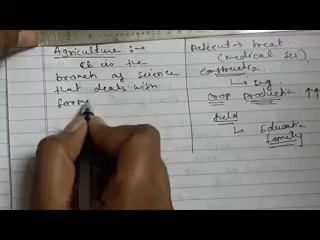 Agriculture :→
It is the
branch of science
that deals with
farm
Patient → treat
(medical sci)
construction
↳ Eng.
Crop production ↑↑
field
↳ Education
family